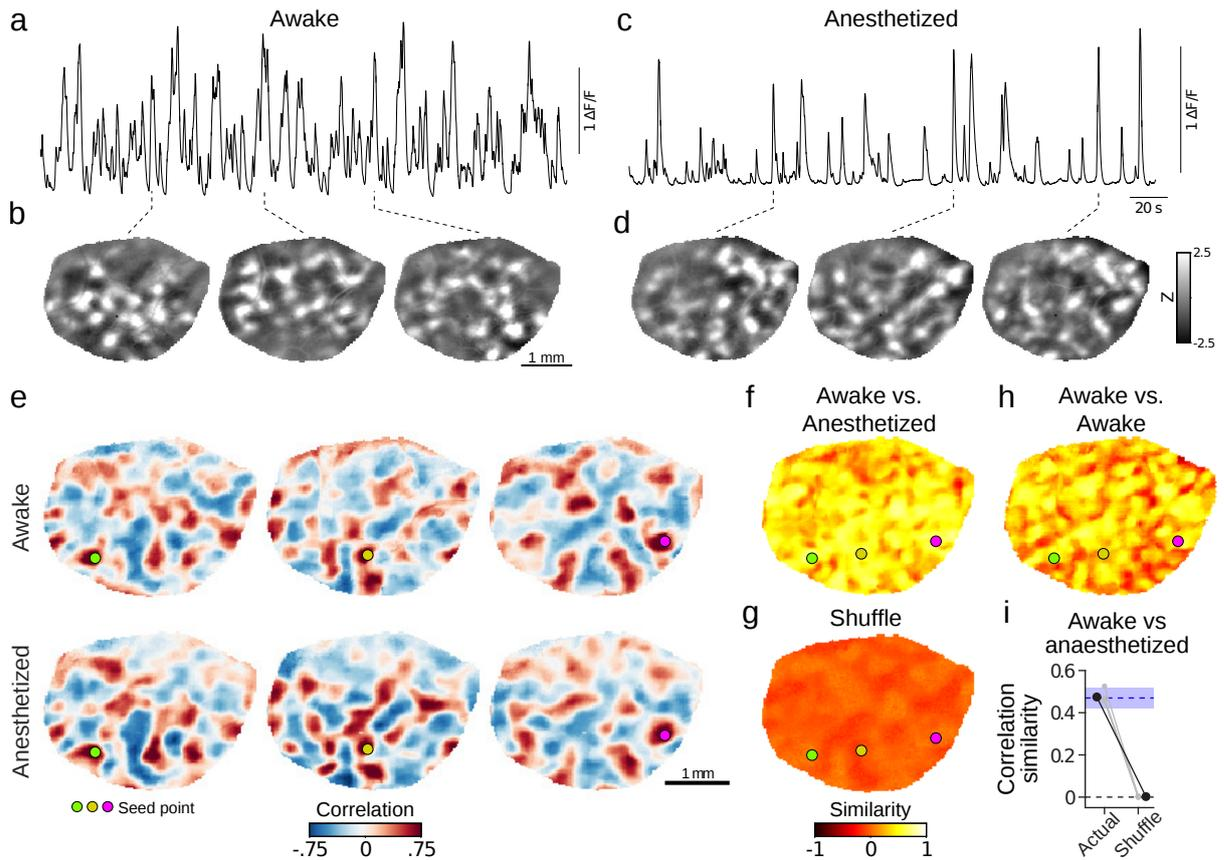 a
Awake
1 ΔF/F
c
Anesthetized
1 ΔF/F
20 s
b
1 mm
d
2.5
Z
-2.5
e
Awake
Anesthetized
Seed point
1 mm
Correlation
-.75 0 .75
f
Awake vs.
Anesthetized
g
Shuffle
Similarity
-1 0 1
h
Awake vs.
Awake
i
Awake vs
anaesthetized
Correlation
similarity
0.6
0.4
0.2
0
Actual
Shuffle